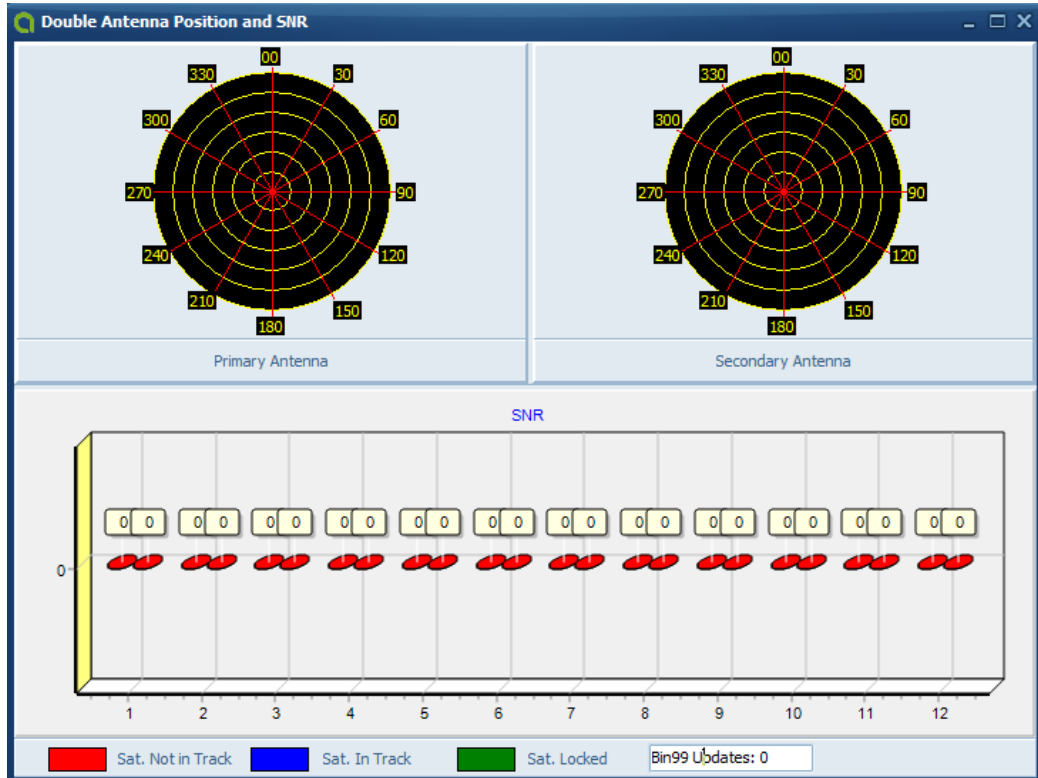 Double Antenna Position and SNR
00 00
330 30 330 30
300 60 300 60
270 90 270 90
240 120 240 120
210 150 210 150
180 180
Primary Antenna Secondary Antenna
SNR
0 0 0 0 0 0 0 0 0 0 0 0 0 0 0 0 0 0 0 0 0 0 0 0
0
1 2 3 4 5 6 7 8 9 10 11 12
Sat. Not in Track Sat. In Track Sat. Locked Bin99 Updates: 0